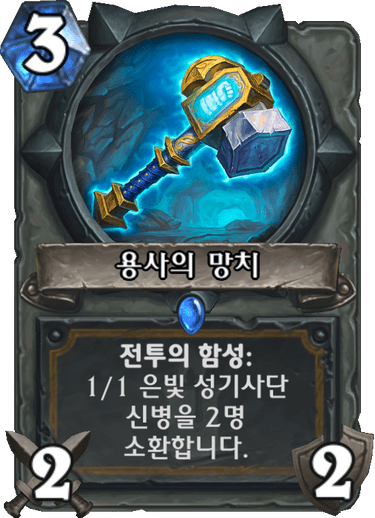 3
용사의 망치
전투의 함성:
1/1 은빛 성기사단
신병을 2명
소환합니다.
2
2